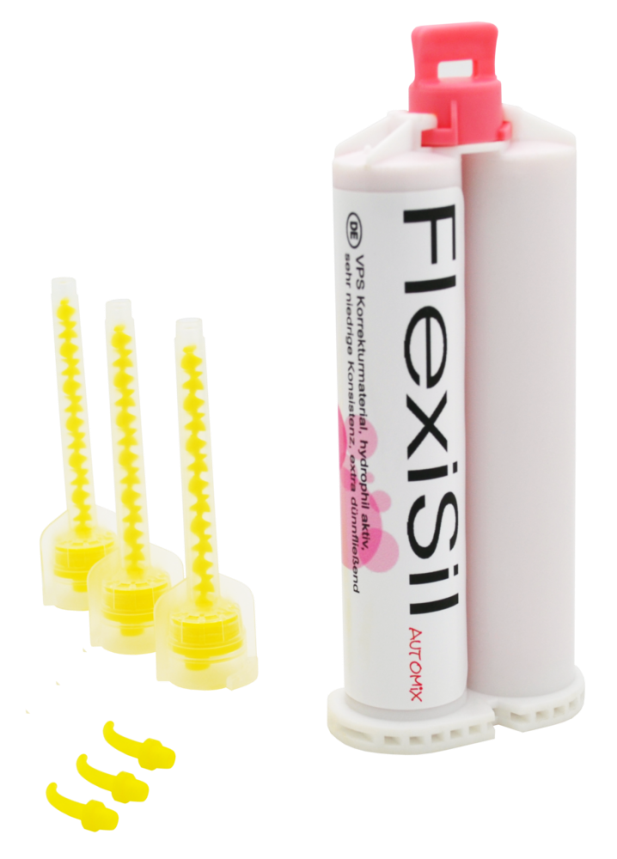 FlexiSil
AUTOMIX
DE
VPS Korrekturmaterial, hydrophil aktiv,
sehr niedrige Konsistenz, extra dünnfließend